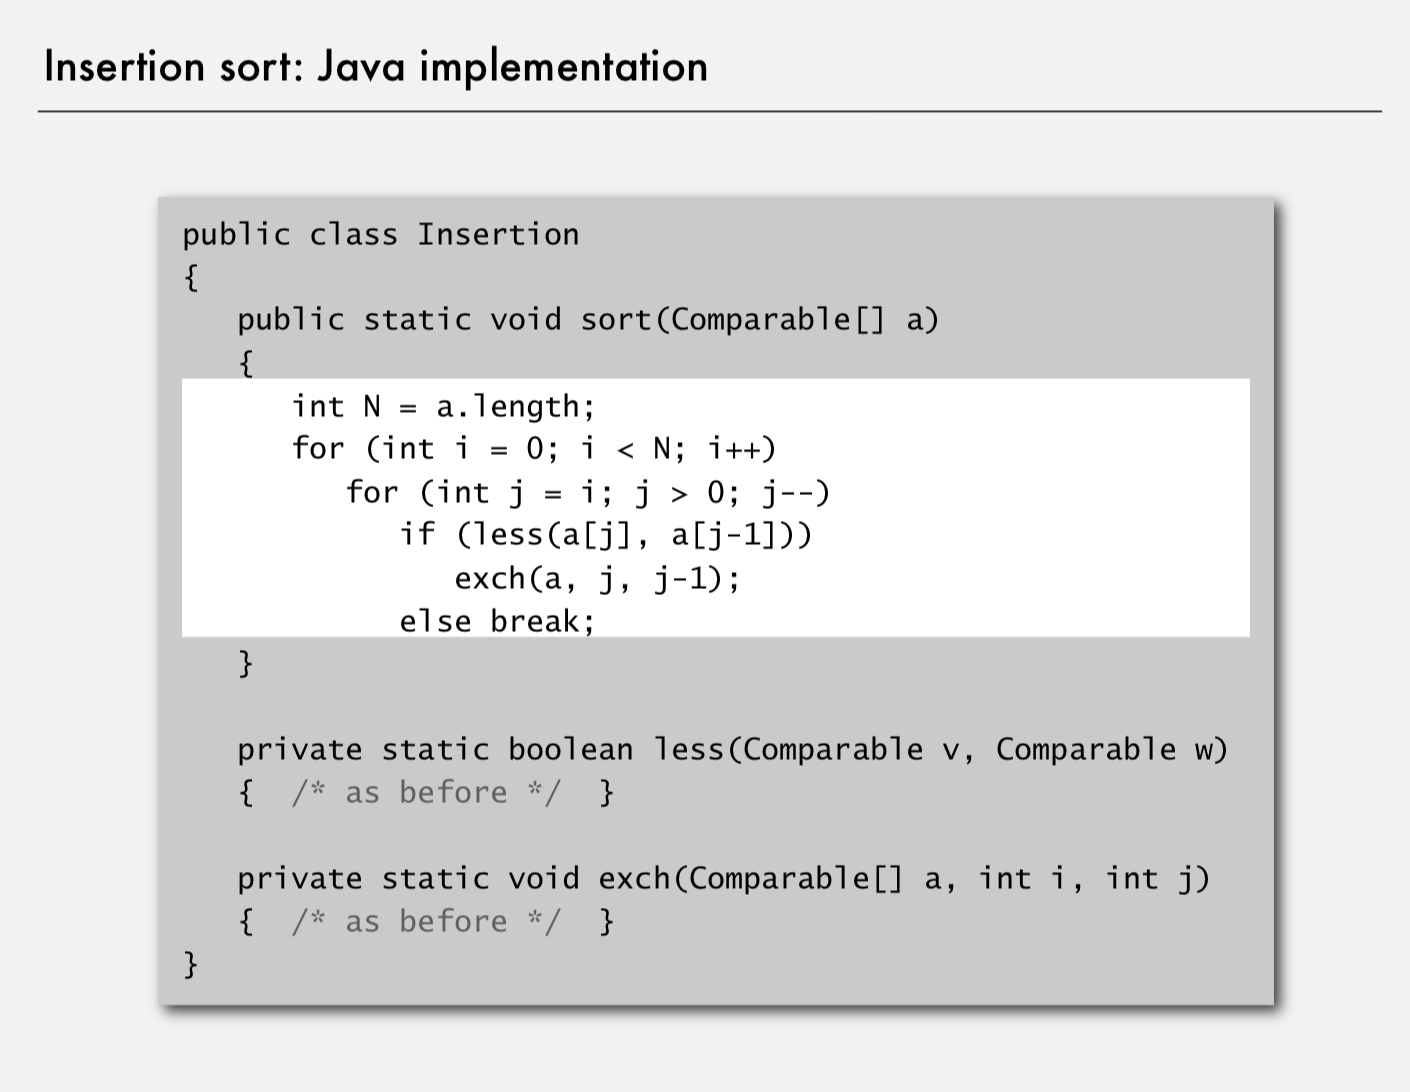 Insertion sort: Java implementation
public class Insertion
{
   public static void sort(Comparable[] a)
   {
      int N = a.length;
      for (int i = 0; i < N; i++)
         for (int j = i; j > 0; j--)
            if (less(a[j], a[j-1]))
               exch(a, j, j-1);
            else break;
   }
   private static boolean less(Comparable v, Comparable w)
   {  /* as before */  }
   private static void exch(Comparable[] a, int i, int j)
   {  /* as before */  }
}